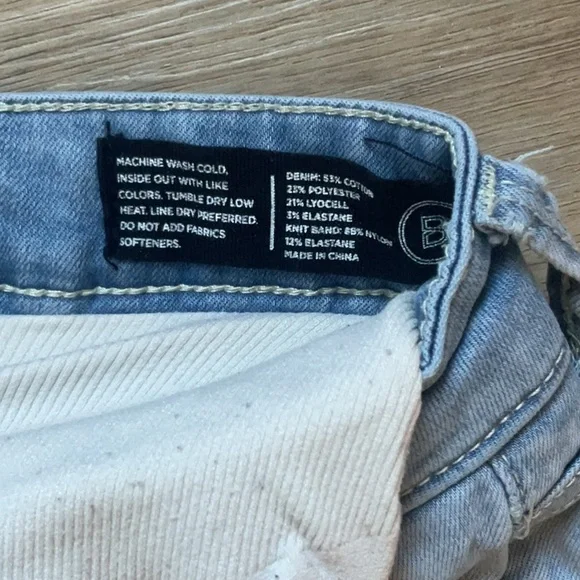 MACHINE WASH COLD,
INSIDE OUT WITH LIKE
COLORS. TUMBLE DRY LOW
HEAT. LINE DRY PREFERRED.
DO NOT ADD FABRICS
SOFTENERS.
DENIM: 53% COTTON
23% POLYESTER
21% LYOCELL
3% ELASTANE
KNIT BAND: 88% NYLON
12% ELASTANE
MADE IN CHINA
B